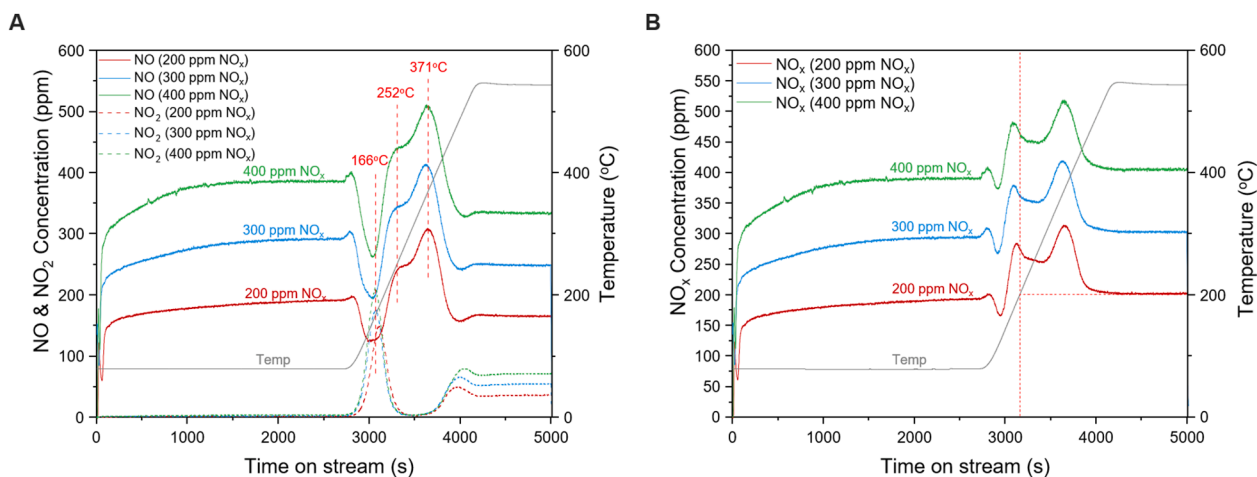 A
NO & NO₂ Concentration (ppm)
600
500
400
300
200
100
0
NO (200 ppm NOₓ)
NO (300 ppm NOₓ)
NO (400 ppm NOₓ)
NO₂ (200 ppm NOₓ)
NO₂ (300 ppm NOₓ)
NO₂ (400 ppm NOₓ)
371°C
252°C
166°C
400 ppm NOₓ
300 ppm NOₓ
200 ppm NOₓ
Temp
600
400
200
0
Temperature (°C)
0 1000 2000 3000 4000 5000
Time on stream (s)
B
NOₓ Concentration (ppm)
600
550
500
450
400
350
300
250
200
150
100
50
0
NOₓ (200 ppm NOₓ)
NOₓ (300 ppm NOₓ)
NOₓ (400 ppm NOₓ)
400 ppm NOₓ
300 ppm NOₓ
200 ppm NOₓ
Temp
600
400
200
0
Temperature (°C)
0 1000 2000 3000 4000 5000
Time on stream (s)